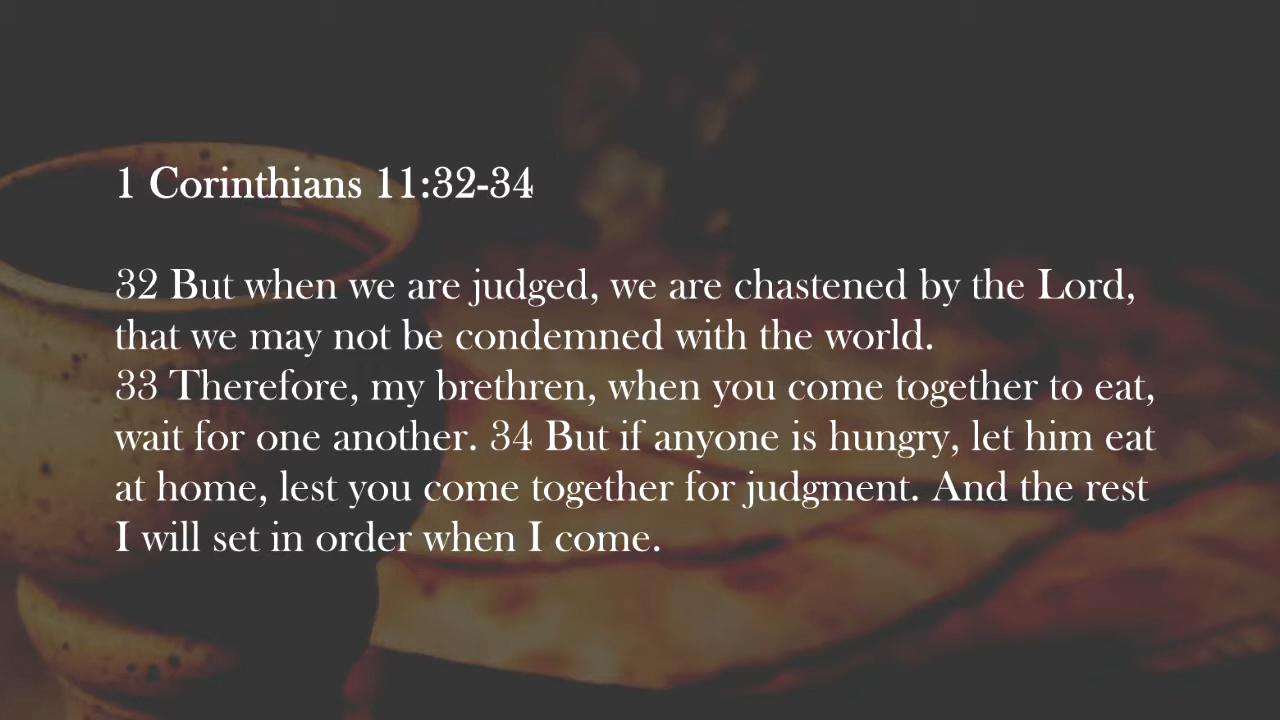 1 Corinthians 11:32-34
32 But when we are judged, we are chastened by the Lord,
that we may not be condemned with the world.
33 Therefore, my brethren, when you come together to eat,
wait for one another. 34 But if anyone is hungry, let him eat
at home, lest you come together for judgment. And the rest
I will set in order when I come.